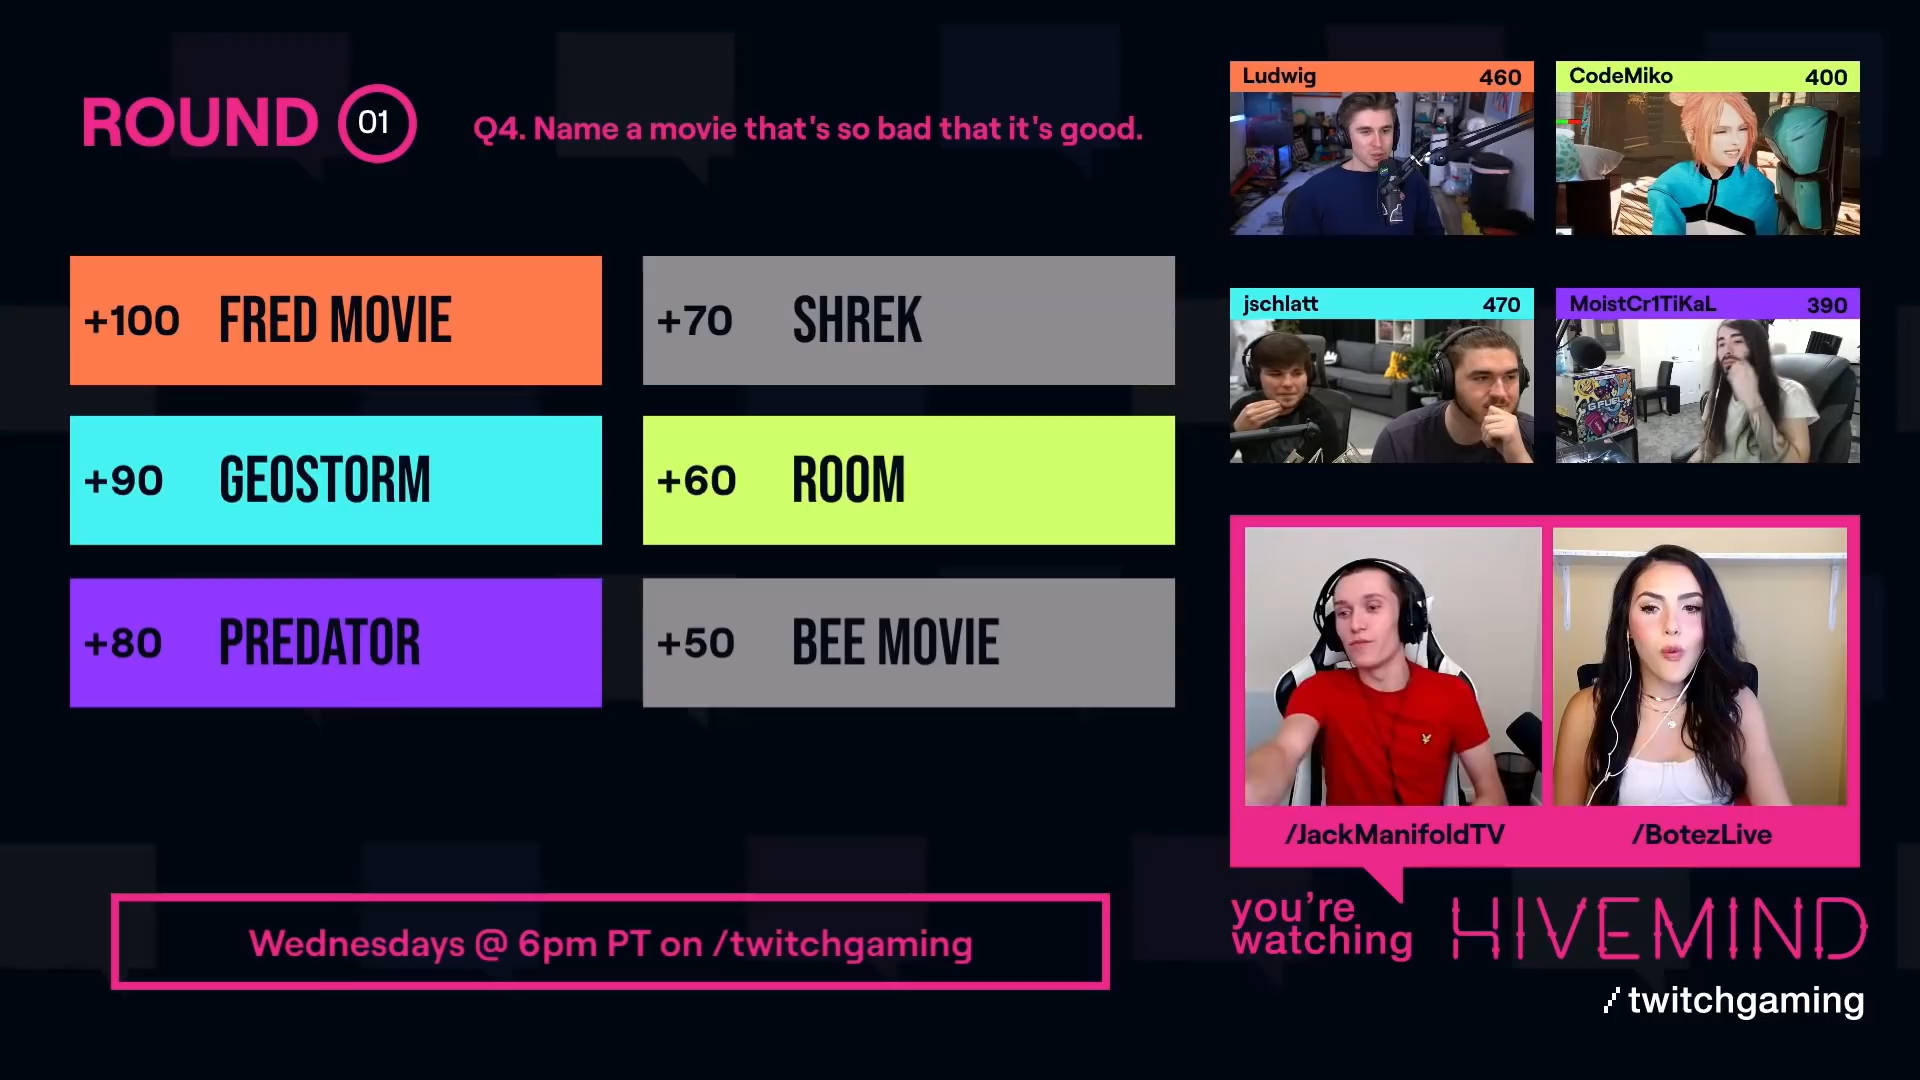 ROUND 01
Q4. Name a movie that's so bad that it's good.
+100 FRED MOVIE
+70 SHREK
+90 GEOSTORM
+60 ROOM
+80 PREDATOR
+50 BEE MOVIE
Wednesdays @ 6pm PT on /twitchgaming
Ludwig 460
CodeMiko 400
jschlatt 470
MoistCr1TiKaL 390
G FUEL
/JackManifoldTV
/BotezLive
you're
watching
HIVEMIND
/twitchgaming